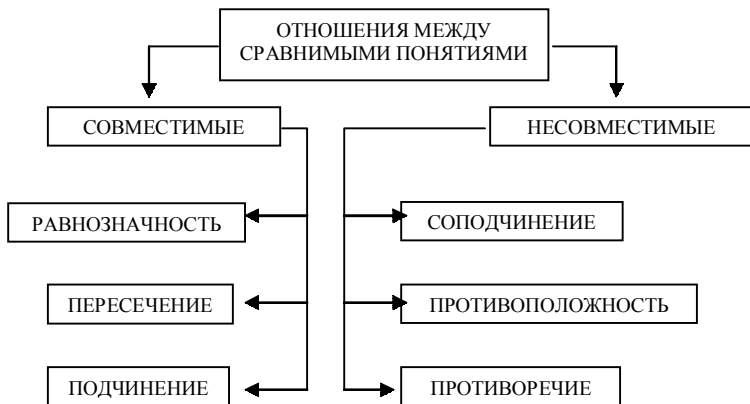 ОТНОШЕНИЯ МЕЖДУ
СРАВНИМЫМИ ПОНЯТИЯМИ
СОВМЕСТИМЫЕ
НЕСОВМЕСТИМЫЕ
РАВНОЗНАЧНОСТЬ
СОПОДЧИНЕНИЕ
ПЕРЕСЕЧЕНИЕ
ПРОТИВОПОЛОЖНОСТЬ
ПОДЧИНЕНИЕ
ПРОТИВОРЕЧИЕ